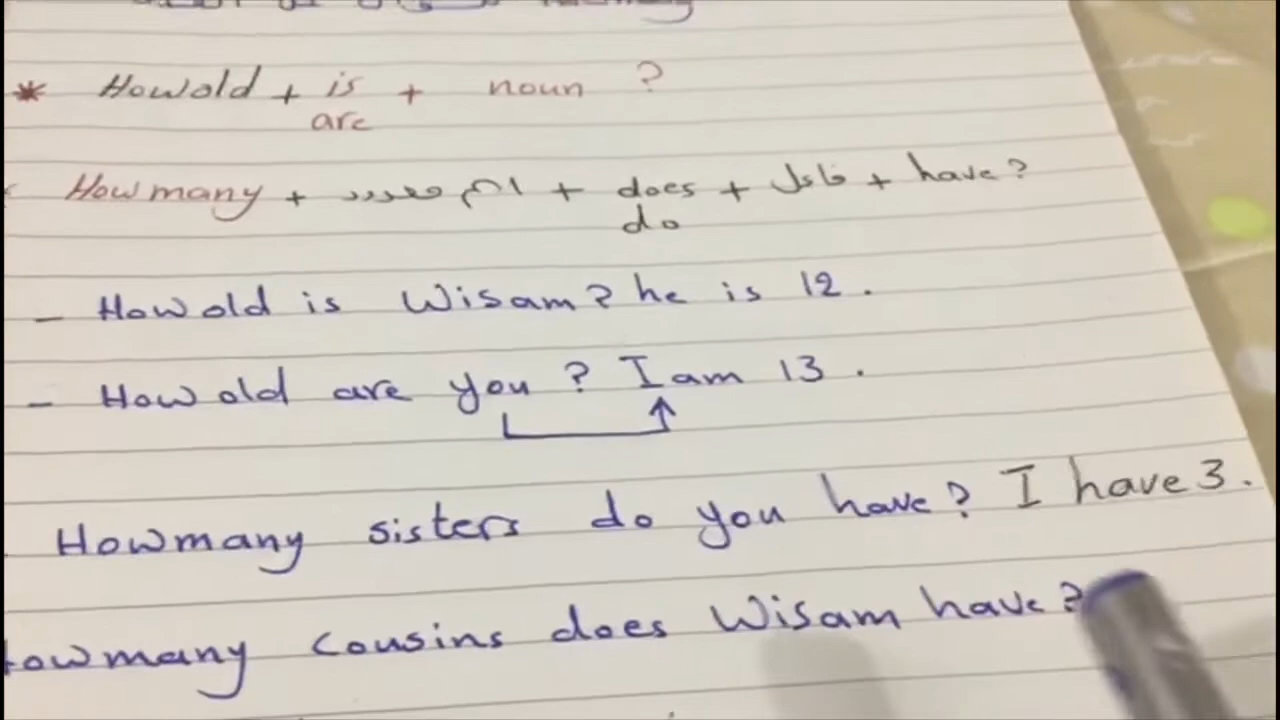 * How old + is + noun ?
are
How many + اسم معدود + does + فاعل + have?
do
- How old is Wisam? he is 12.
- How old are you ? I am 13.
How many sisters do you have? I have 3.
How many cousins does Wisam have?